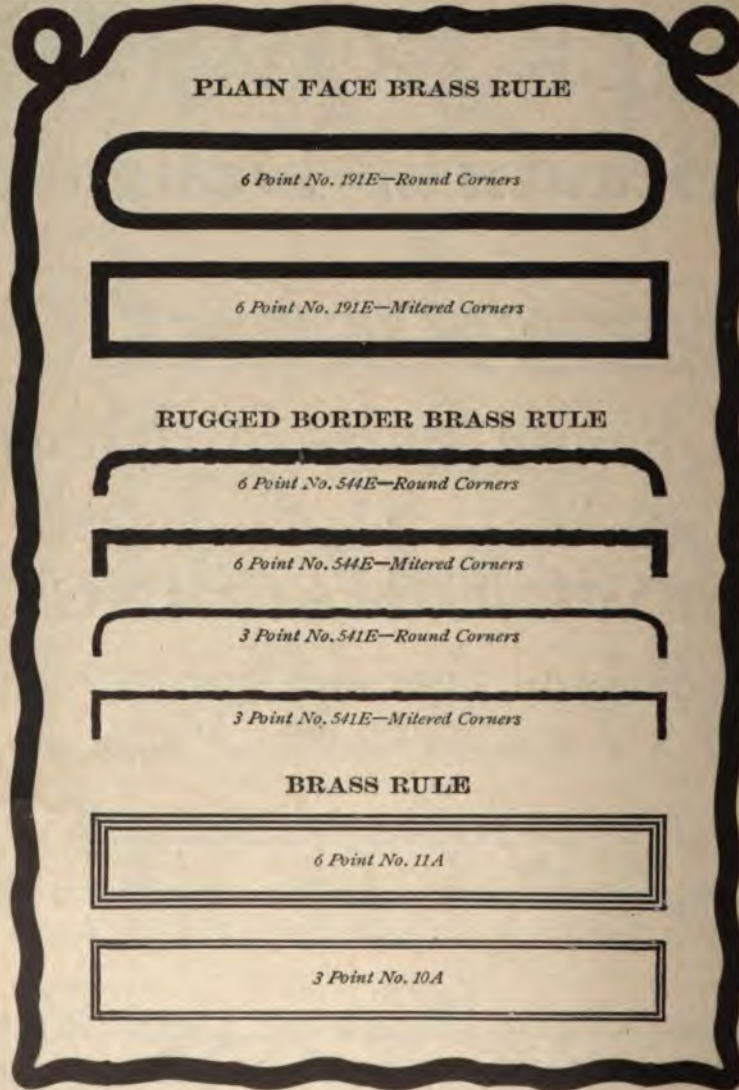 PLAIN FACE BRASS RULE
6 Point No. 191E—Round Corners
6 Point No. 191E—Mitered Corners
RUGGED BORDER BRASS RULE
6 Point No. 544E—Round Corners
6 Point No. 544E—Mitered Corners
3 Point No. 541E—Round Corners
3 Point No. 541E—Mitered Corners
BRASS RULE
6 Point No. 11A
3 Point No. 10A